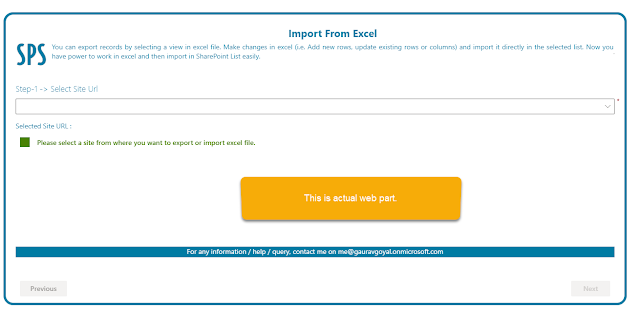 Import From Excel
SPS
You can export records by selecting a view in excel file. Make changes in excel (i.e. Add new rows, update existing rows or columns) and import it directly in the selected list. Now you
have power to work in excel and then import in SharePoint List easily.
Step-1 -> Select Site Url
*
Selected Site URL :
Please select a site from where you want to export or import excel file.
This is actual web part.
For any information / help / query, contact me on me@gauravgoyal.onmicrosoft.com
Previous
Next